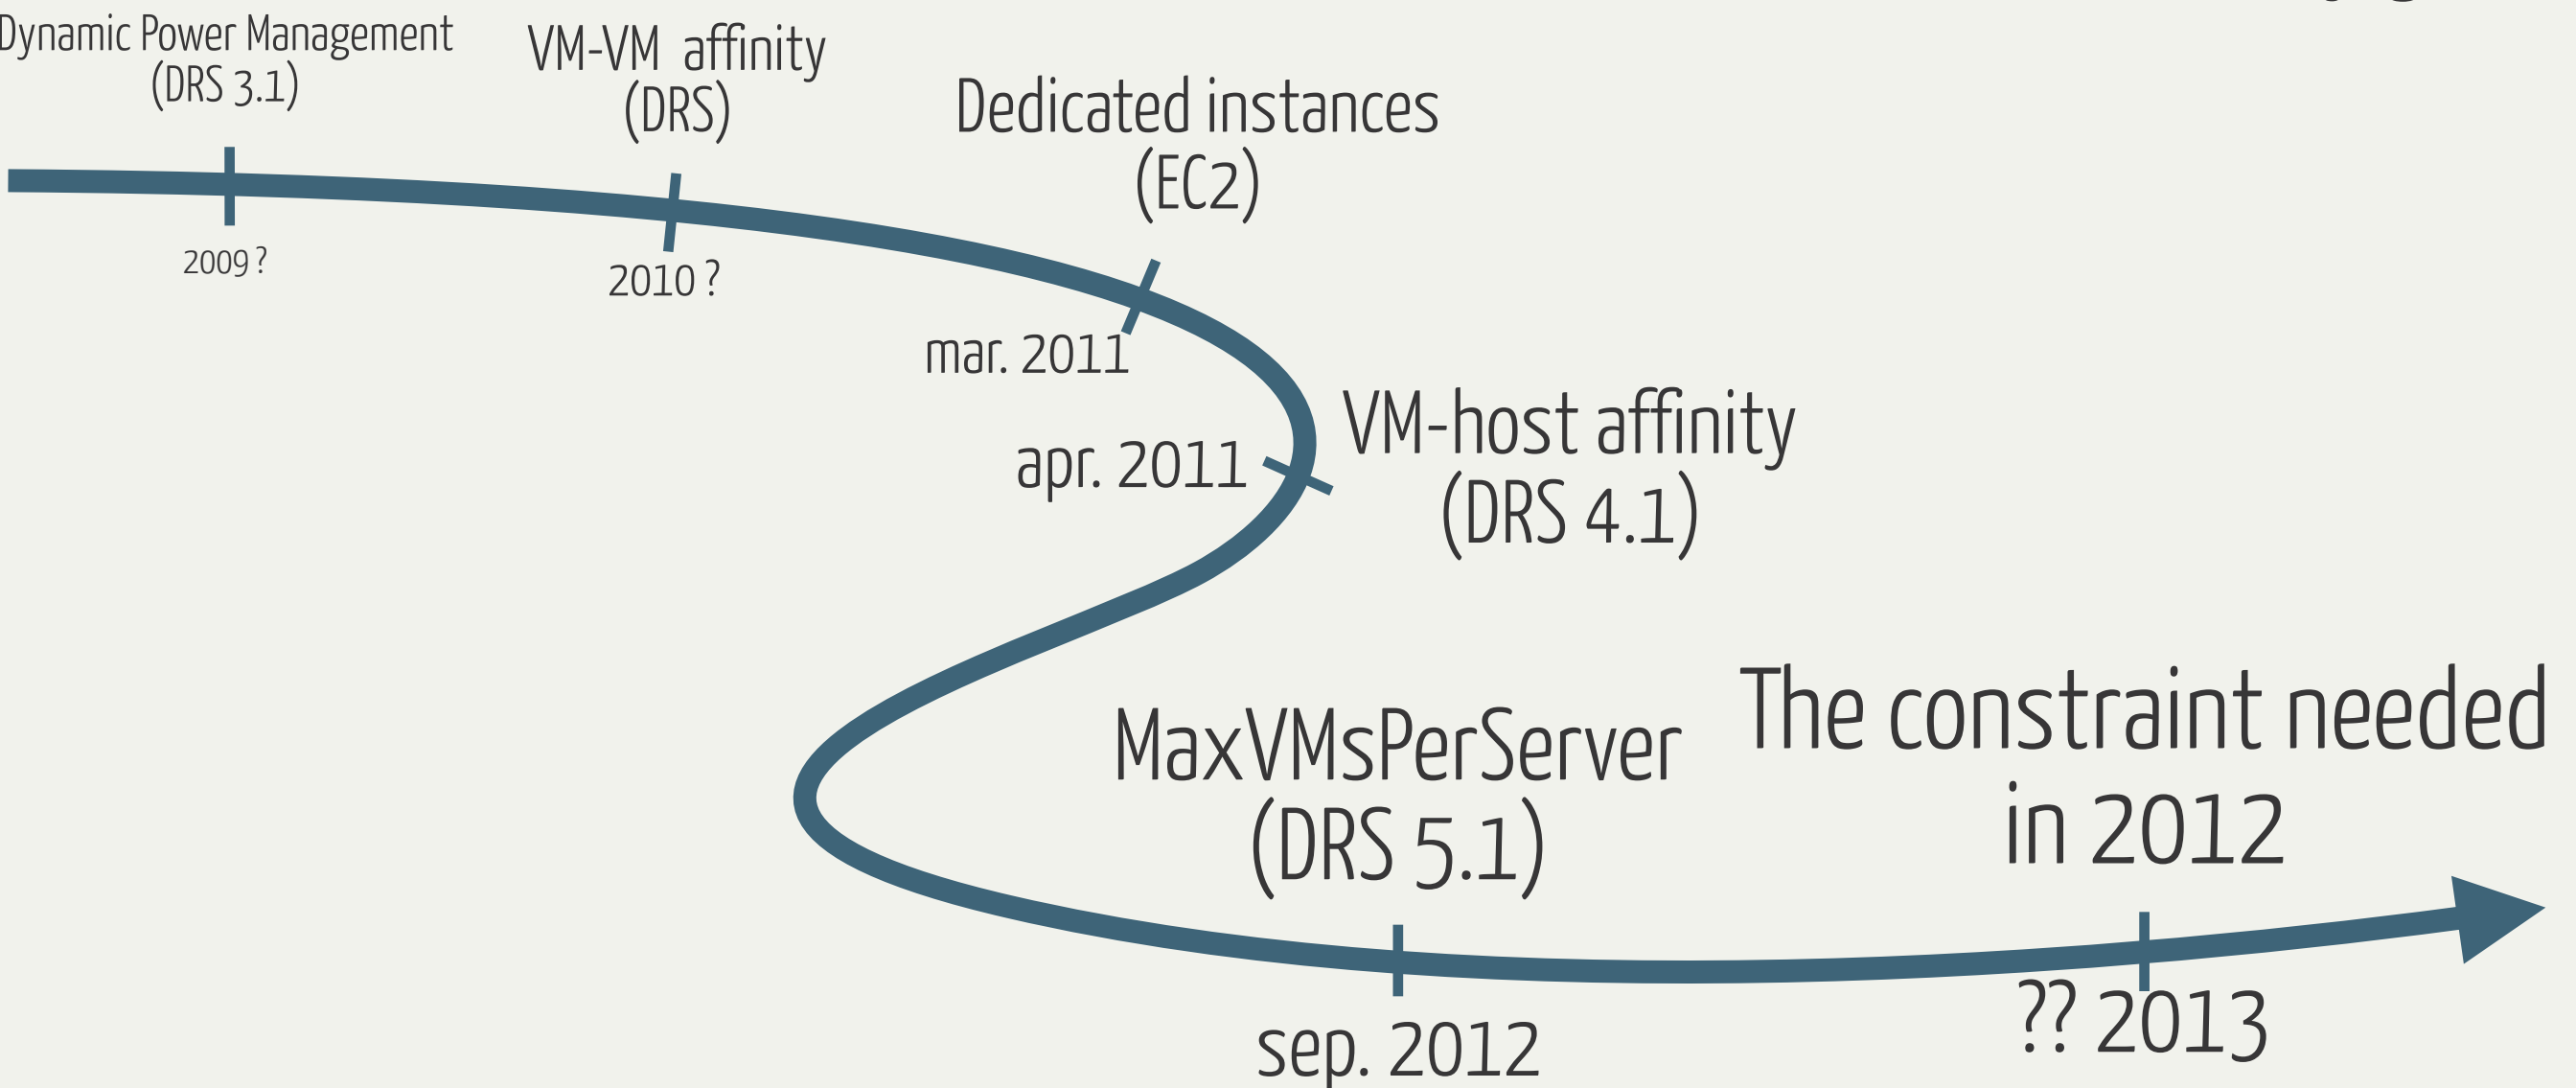 Dynamic Power Management
(DRS 3.1)
2009 ?
VM-VM affinity
(DRS)
2010 ?
Dedicated instances
(EC2)
mar. 2011
apr. 2011
VM-host affinity
(DRS 4.1)
MaxVMsPerServer
(DRS 5.1)
sep. 2012
The constraint needed
in 2012
?? 2013